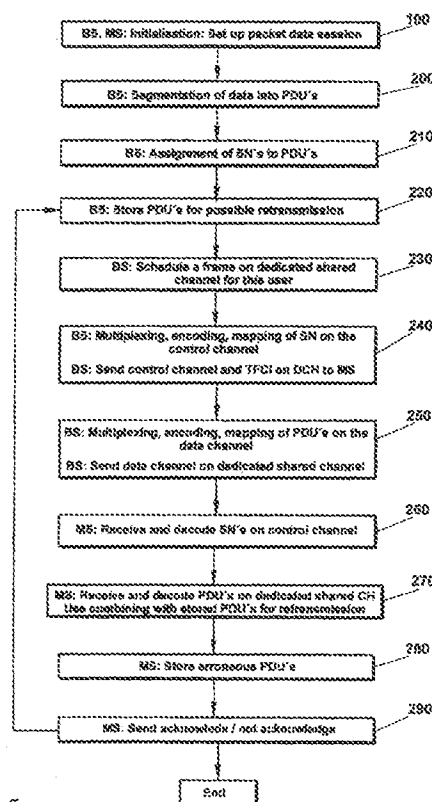 100
BS, MS: Initialisation: Set up packet data session
200
BS: Segmentation of data into PDU's
210
BS: Assignment of SN's to PDU's
220
BS: Store PDU's for possible retransmission
230
BS: Schedule a frame on dedicated shared
channel for this user
240
BS: Multiplexing, encoding, mapping of SN on the
control channel
BS: Send control channel and TFCI on DCH to MS
250
BS: Multiplexing, encoding, mapping of PDU's on the
data channel
BS: Send data channel on dedicated shared channel
260
MS: Receive and decode SN's on control channel
270
MS: Receive and decode PDU's on dedicated shared CH
Use combining with stored PDU's for retransmission
280
MS: Store erroneous PDU's
290
MS: Send acknowledge / not acknowledge
End